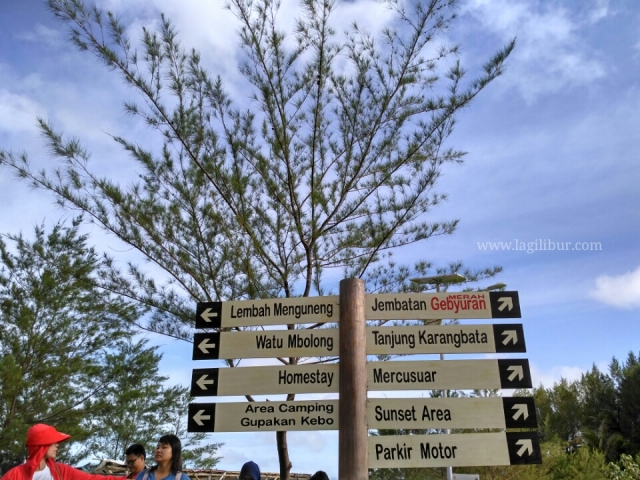 www.lagilibur.com
Lembah Menguneng
Watu Mbolong
Homestay
Area Camping
Gupakan Kebo
MERAH
Jembatan Gebyuran
Tanjung Karangbata
Mercusuar
Sunset Area
Parkir Motor